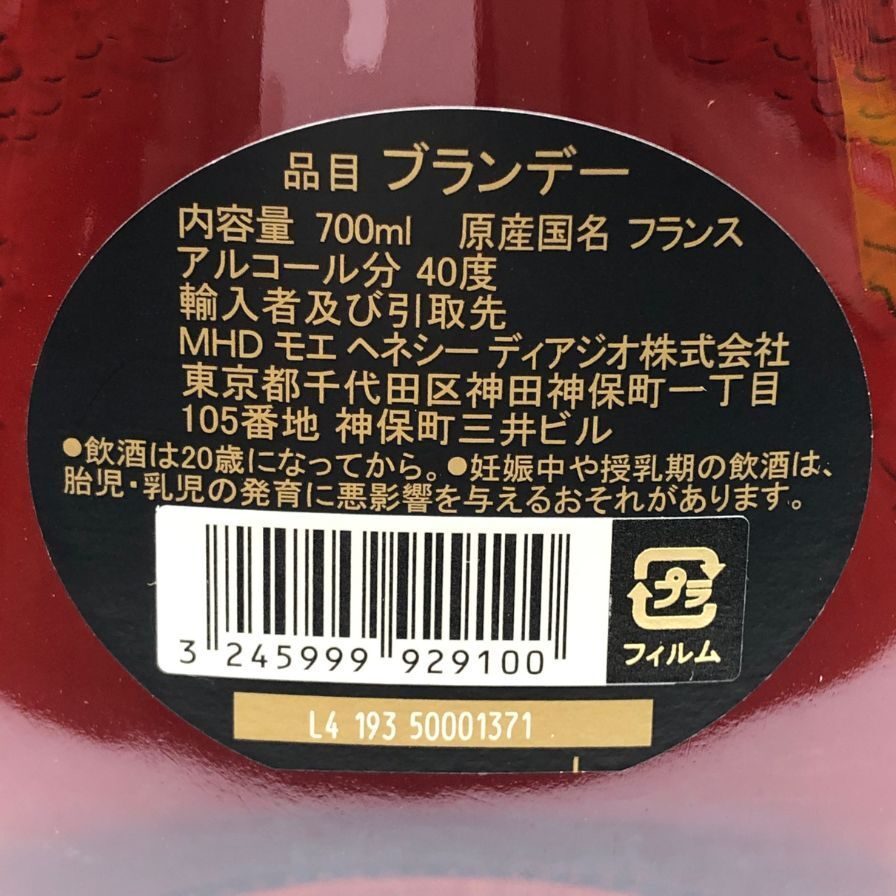 品目 ブランデー
内容量 700ml 原産国名 フランス
アルコール分 40度
輸入者及び引取先
MHD モエ ヘネシー ディアジオ株式会社
東京都千代田区神田神保町一丁目
105番地 神保町三井ビル
●飲酒は20歳になってから。●妊娠中や授乳期の飲酒は、
胎児・乳児の発育に悪影響を与えるおそれがあります。
プラ
フィルム
3 245999 929100
L4 193 50001371